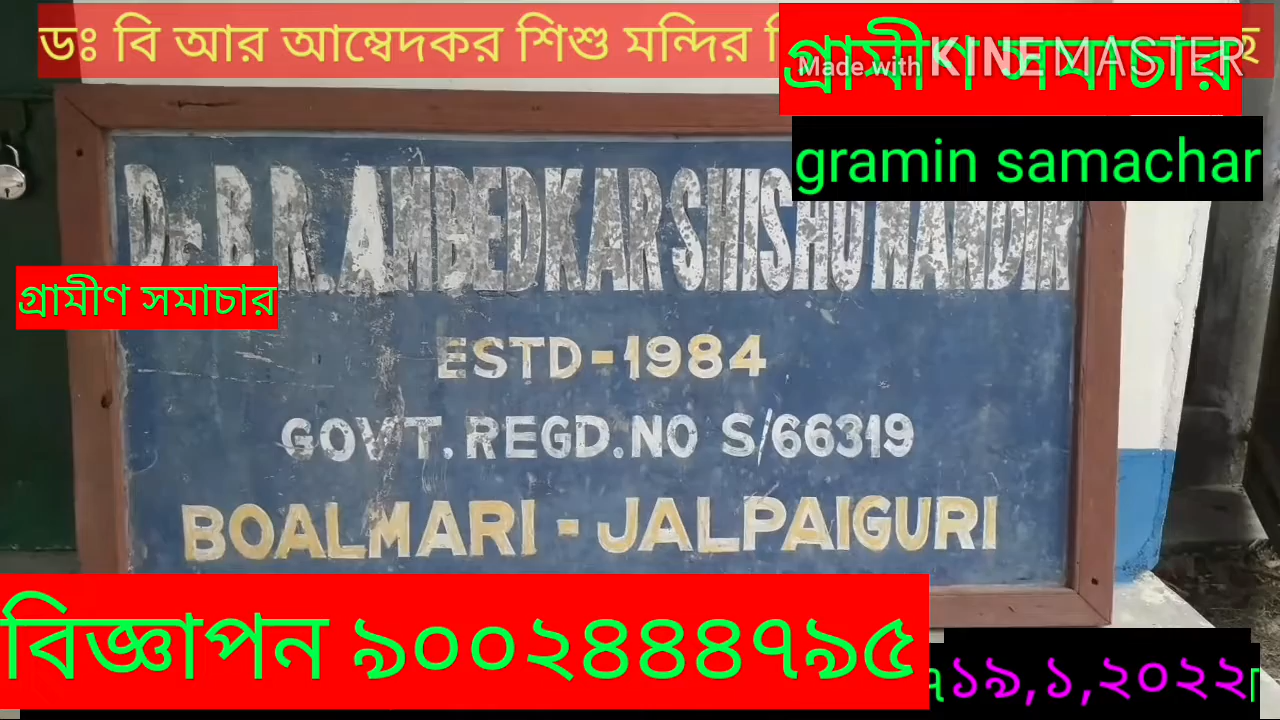 ডঃ বি আর আম্বেদকর শিশু মন্দির
গ্রামীণ সমাচার
Made with KINEMASTER
gramin samachar
Dr. B.R. AMBEDKAR SHISHU MANDIR
গ্রামীণ সমাচার
ESTD-1984
GOVT. REGD. NO S/66319
BOALMARI - JALPAIGURI
বিজ্ঞাপন ৯০০২৪৪৪৭৯৫
১৯,১,২০২২